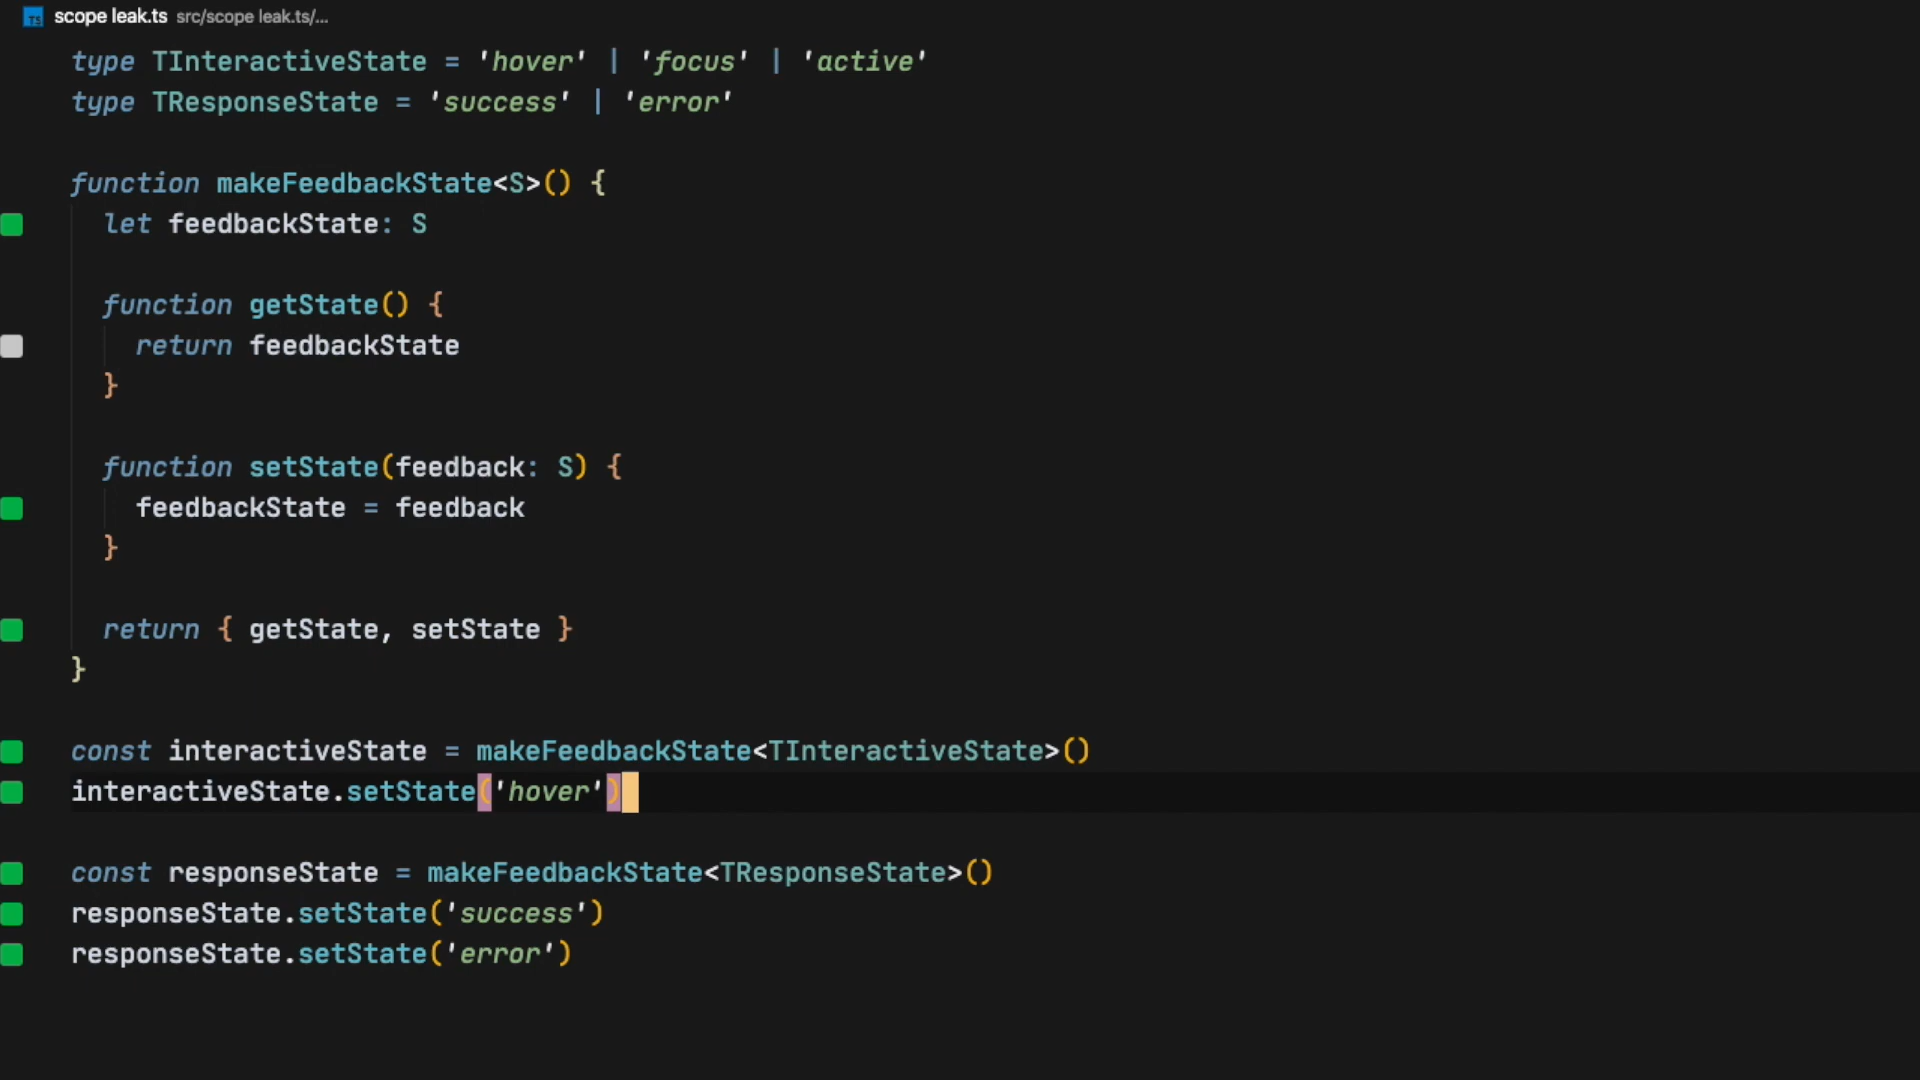 TS scope leak.ts src/scope leak.ts/...
type TInteractiveState = 'hover' | 'focus' | 'active'
type TResponseState = 'success' | 'error'
function makeFeedbackState<S>() {
let feedbackState: S
function getState() {
return feedbackState
}
function setState(feedback: S) {
feedbackState = feedback
}
return { getState, setState }
}
const interactiveState = makeFeedbackState<TInteractiveState>()
interactiveState.setState('hover')
const responseState = makeFeedbackState<TResponseState>()
responseState.setState('success')
responseState.setState('error')